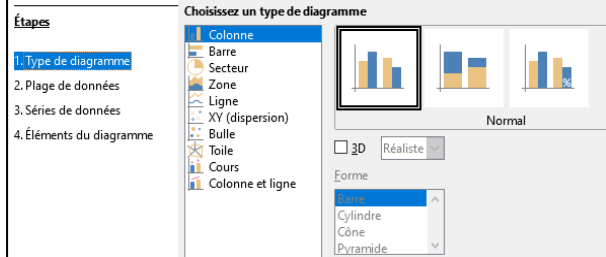 Étapes
1. Type de diagramme
2. Plage de données
3. Séries de données
4. Éléments du diagramme
Choisissez un type de diagramme
Colonne
Barre
Secteur
Zone
Ligne
XY (dispersion)
Bulle
Toile
Cours
Colonne et ligne
%
Normal
3D Réaliste
Forme
Barre
Cylindre
Cône
Pyramide